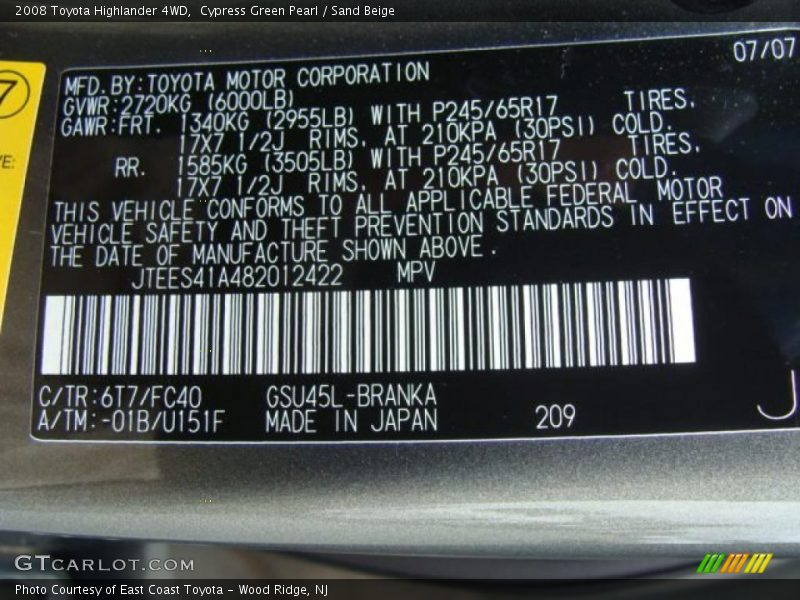 2008 Toyota Highlander 4WD, Cypress Green Pearl / Sand Beige
07/07
7
MFD.BY:TOYOTA MOTOR CORPORATION
GVWR:2720KG (6000LB)
GAWR:FRT. 1340KG (2955LB) WITH P245/65R17 TIRES,
17X7 1/2J RIMS, AT 210KPA (30PSI) COLD.
RR. 1585KG (3505LB) WITH P245/65R17 TIRES,
17X7 1/2J RIMS, AT 210KPA (30PSI) COLD.
THIS VEHICLE CONFORMS TO ALL APPLICABLE FEDERAL MOTOR
VEHICLE SAFETY AND THEFT PREVENTION STANDARDS IN EFFECT ON
THE DATE OF MANUFACTURE SHOWN ABOVE.
JTEES41A482012422 MPV
C/TR:6T7/FC40 GSU45L-BRANKA
A/TM:-01B/U151F MADE IN JAPAN 209
J
GTCARLOT.COM
Photo Courtesy of East Coast Toyota - Wood Ridge, NJ